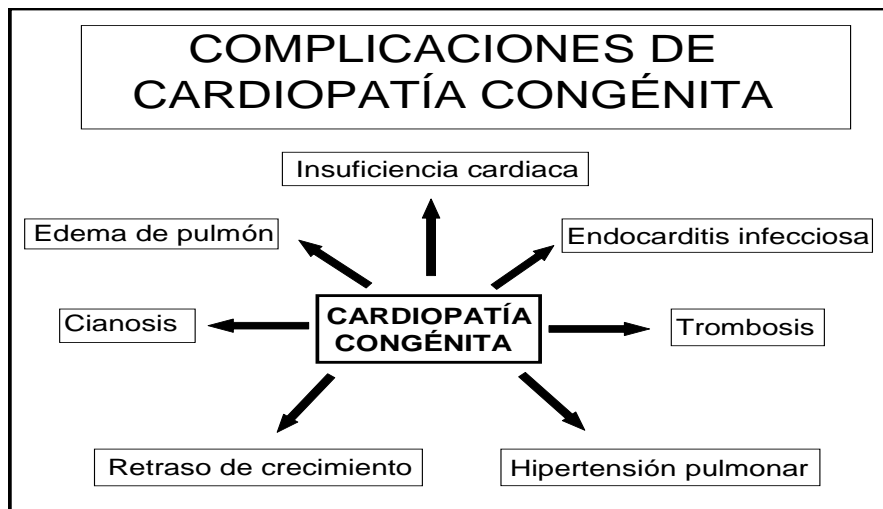 COMPLICACIONES DE
CARDIOPATÍA CONGÉNITA
Insuficiencia cardiaca
Edema de pulmón
Endocarditis infecciosa
Cianosis
CARDIOPATÍA
CONGÉNITA
Trombosis
Retraso de crecimiento
Hipertensión pulmonar